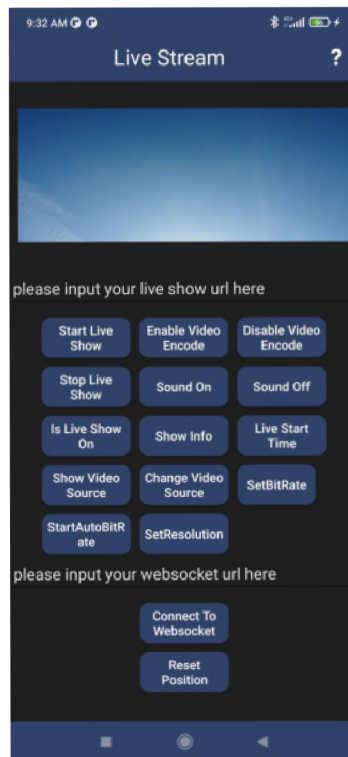 9:32 AM
Live Stream ?
please input your live show url here
Start Live Show
Enable Video Encode
Disable Video Encode
Stop Live Show
Sound On
Sound Off
Is Live Show On
Show Info
Live Start Time
Show Video Source
Change Video Source
SetBitRate
StartAutoBitR
ate
SetResolution
please input your websocket url here
Connect To
Websocket
Reset
Position